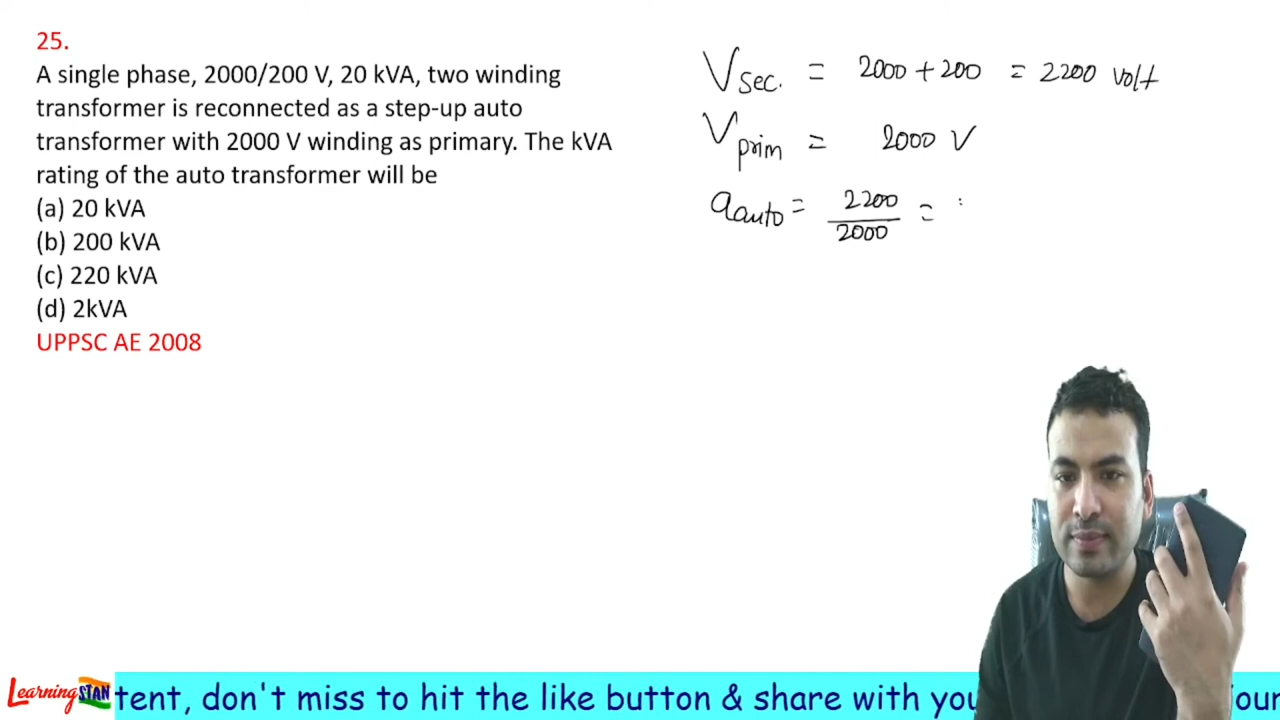 25.
A single phase, 2000/200 V, 20 kVA, two winding
transformer is reconnected as a step-up auto
transformer with 2000 V winding as primary. The kVA
rating of the auto transformer will be
(a) 20 kVA
(b) 200 kVA
(c) 220 kVA
(d) 2kVA
UPPSC AE 2008
Vsec. = 2000 + 200 = 2200 volt
Vprim = 2000 V
aauto = 2200/2000 =
LearningSTAN
tent, don't miss to hit the like button & share with you